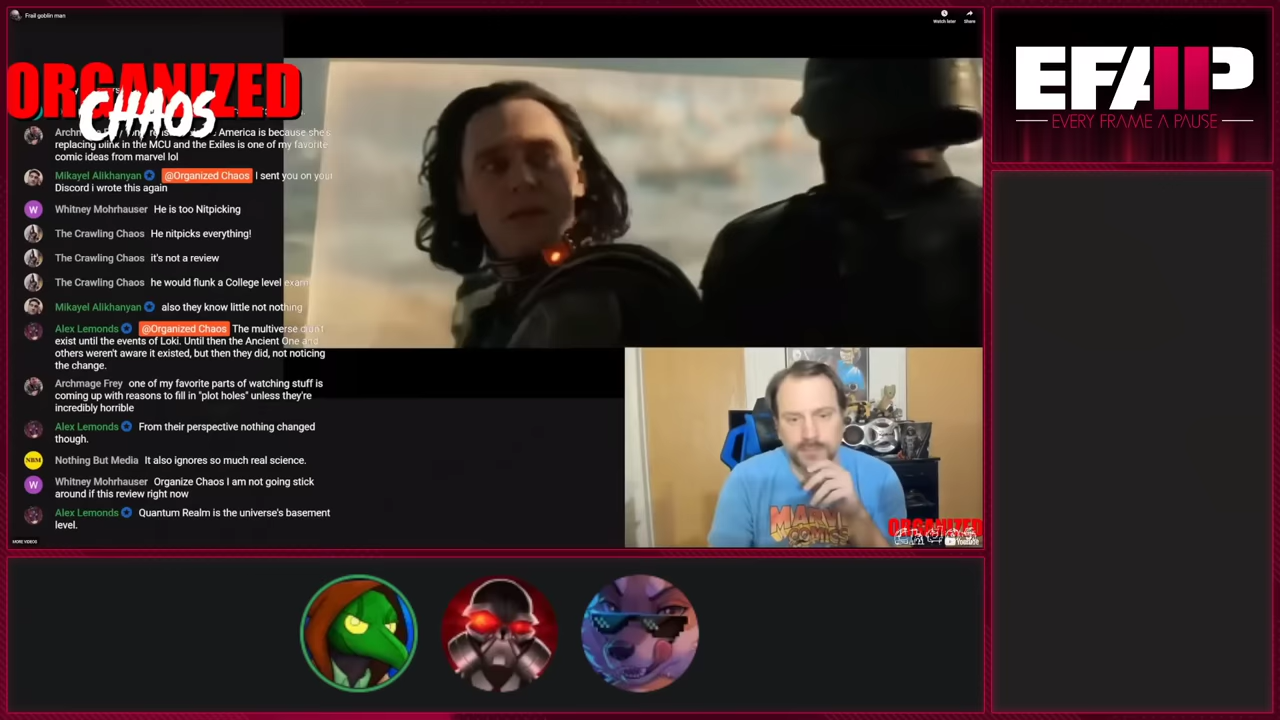 Frail goblin man
Watch later
Share
ORGANIZED
CHAOS
America is because she's
replacing blink in the MCU and the Exiles is one of my favorite
comic ideas from marvel lol
Mikayel Alikhanyan @Organized Chaos I sent you on your
Discord i wrote this again
W Whitney Mohrhauser He is too Nitpicking
The Crawling Chaos He nitpicks everything!
The Crawling Chaos it's not a review
The Crawling Chaos he would flunk a College level exam
Mikayel Alikhanyan also they know little not nothing
Alex Lemonds @Organized Chaos The multiverse didn't
exist until the events of Loki. Until then the Ancient One and
others weren't aware it existed, but then they did, not noticing
the change.
Archmage Frey one of my favorite parts of watching stuff is
coming up with reasons to fill in "plot holes" unless they're
incredibly horrible
Alex Lemonds From their perspective nothing changed
though.
NBM Nothing But Media It also ignores so much real science.
W Whitney Mohrhauser Organize Chaos I am not going stick
around if this review right now
Alex Lemonds Quantum Realm is the universe's basement
level.
MORE VIDEOS
MARVEL
COMICS
ORGANIZED
YouTube
EFAP
EVERY FRAME A PAUSE